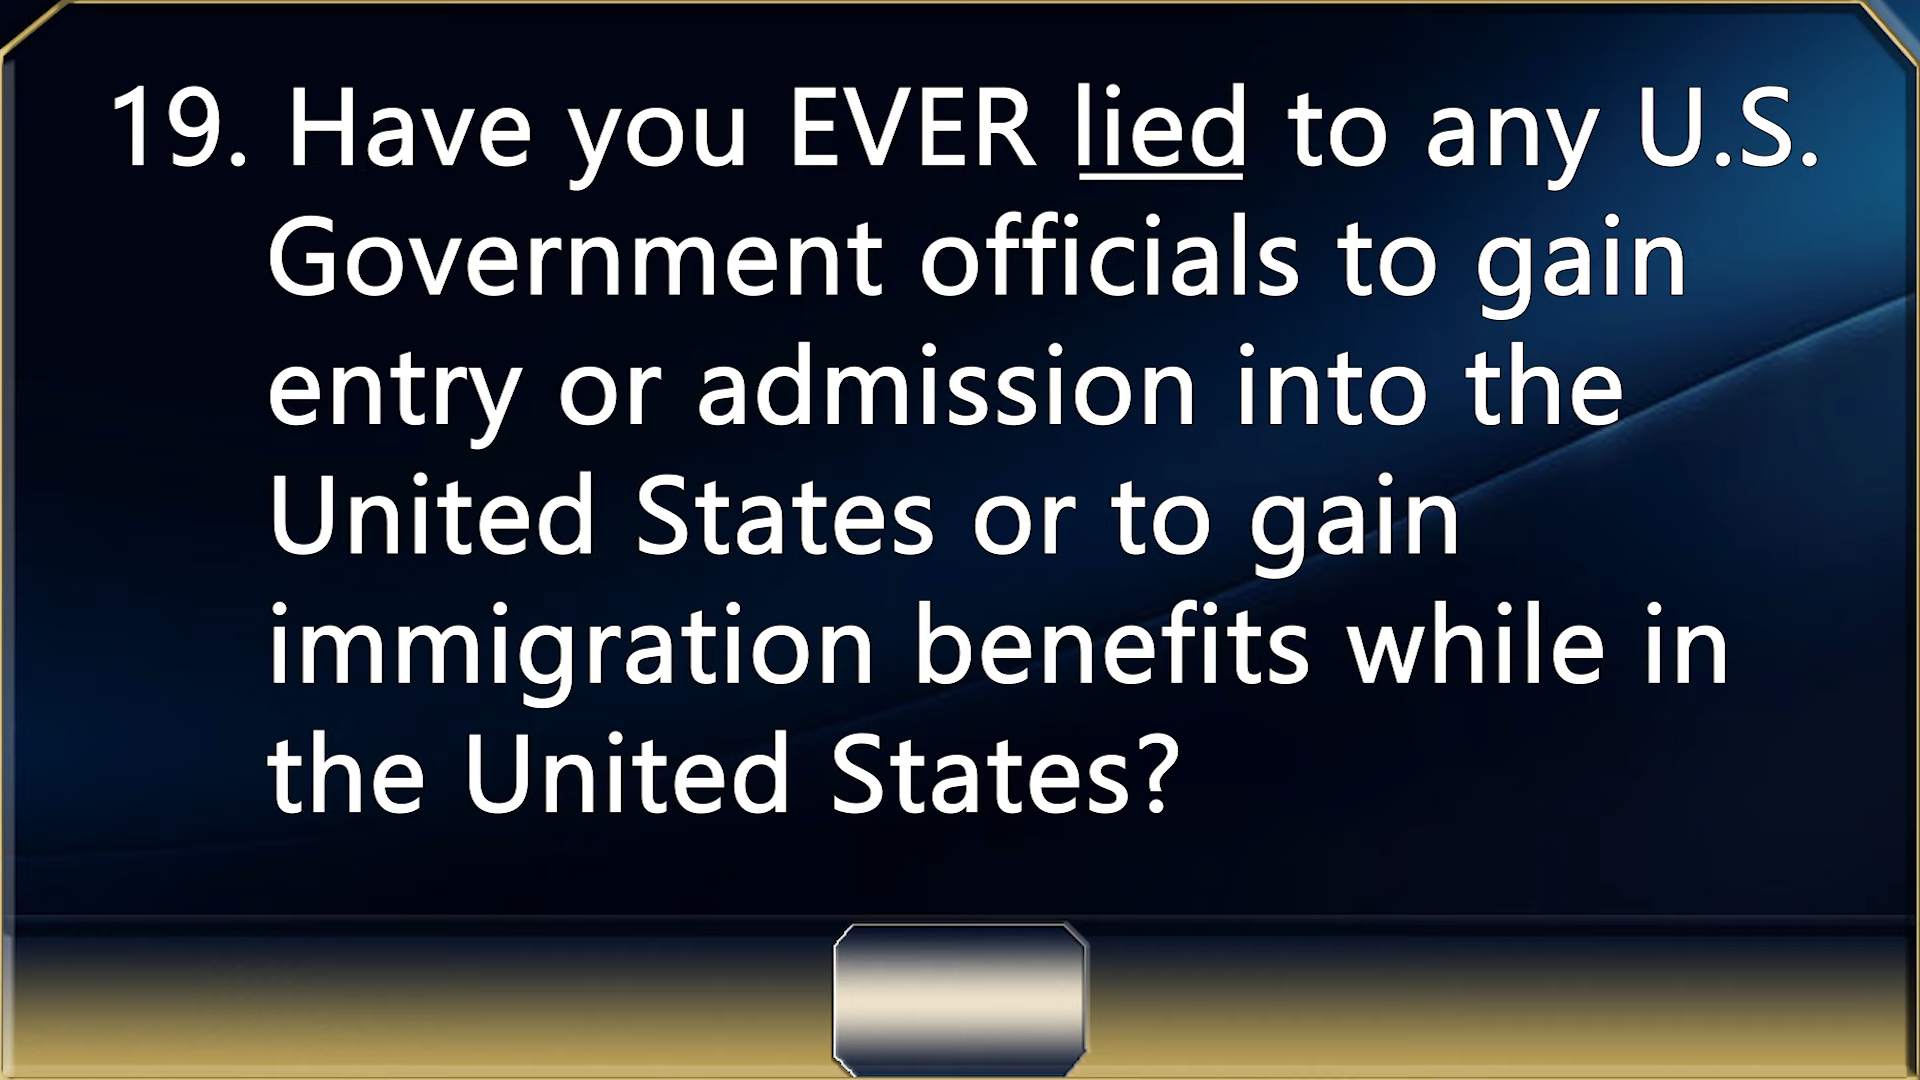 19. Have you EVER lied to any U.S.
Government officials to gain
entry or admission into the
United States or to gain
immigration benefits while in
the United States?